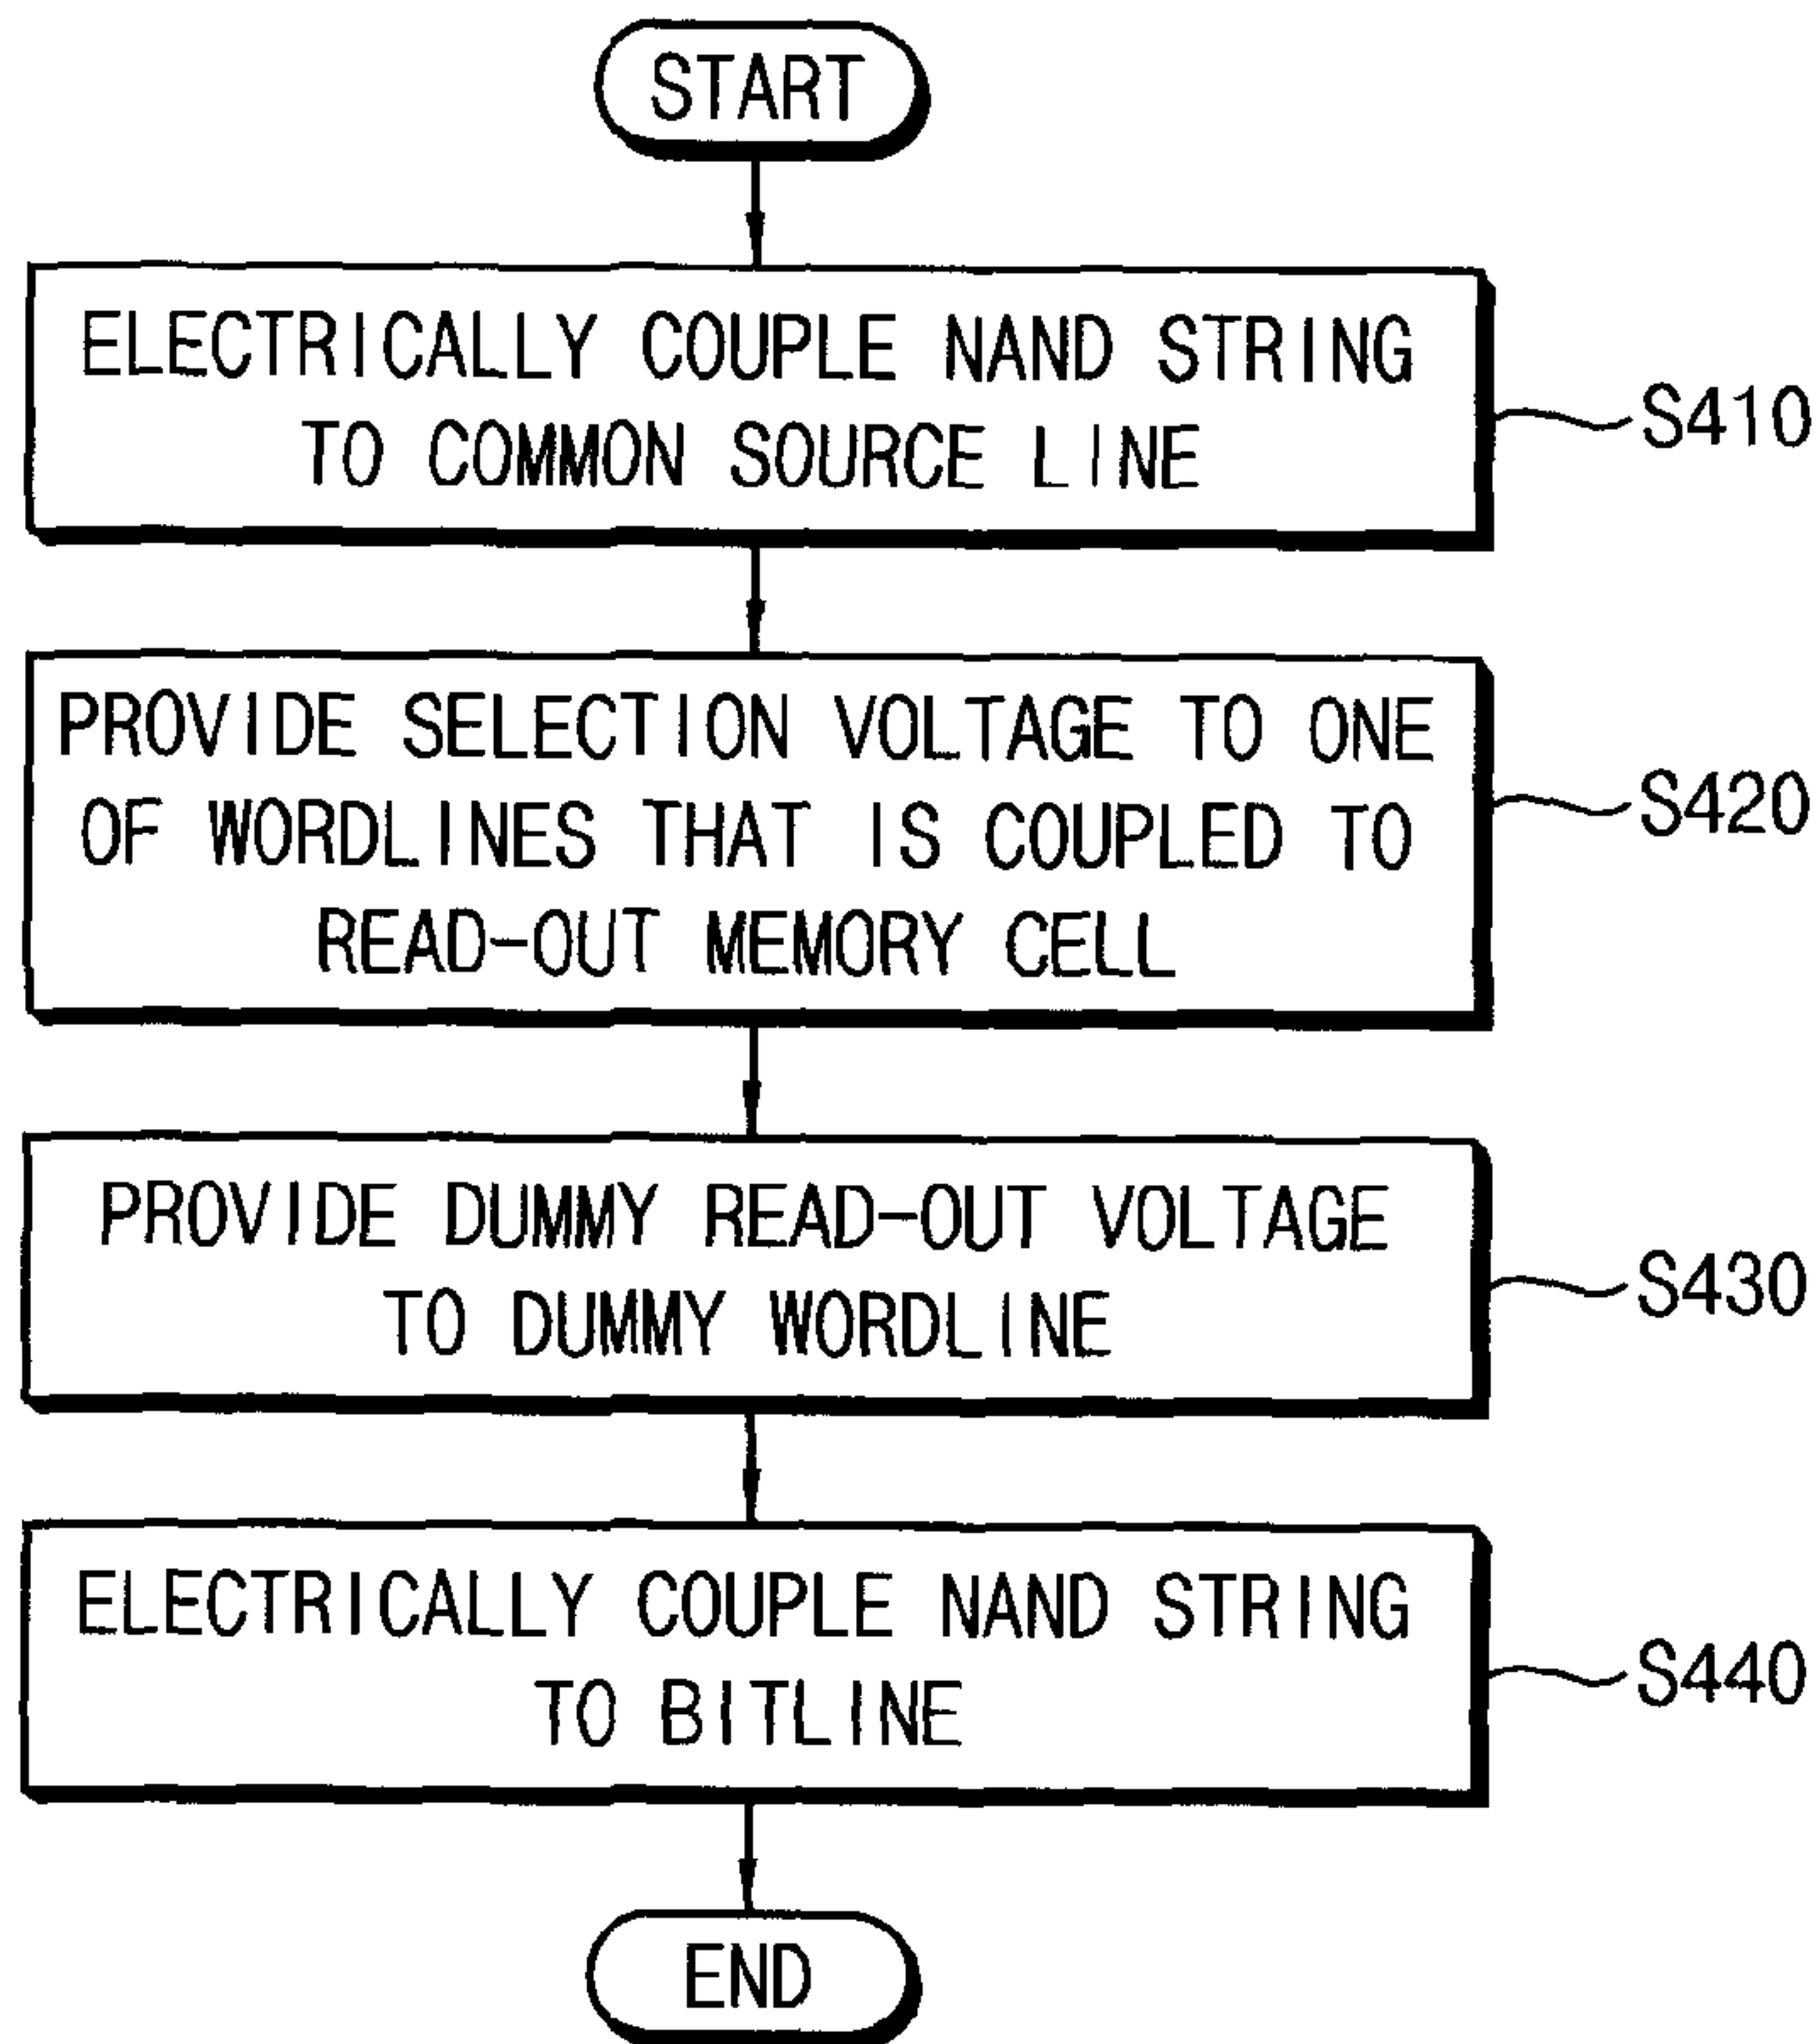 START
ELECTRICALLY COUPLE NAND STRING
TO COMMON SOURCE LINE
S410
PROVIDE SELECTION VOLTAGE TO ONE
OF WORDLINES THAT IS COUPLED TO
READ-OUT MEMORY CELL
S420
PROVIDE DUMMY READ-OUT VOLTAGE
TO DUMMY WORDLINE
S430
ELECTRICALLY COUPLE NAND STRING
TO BITLINE
S440
END